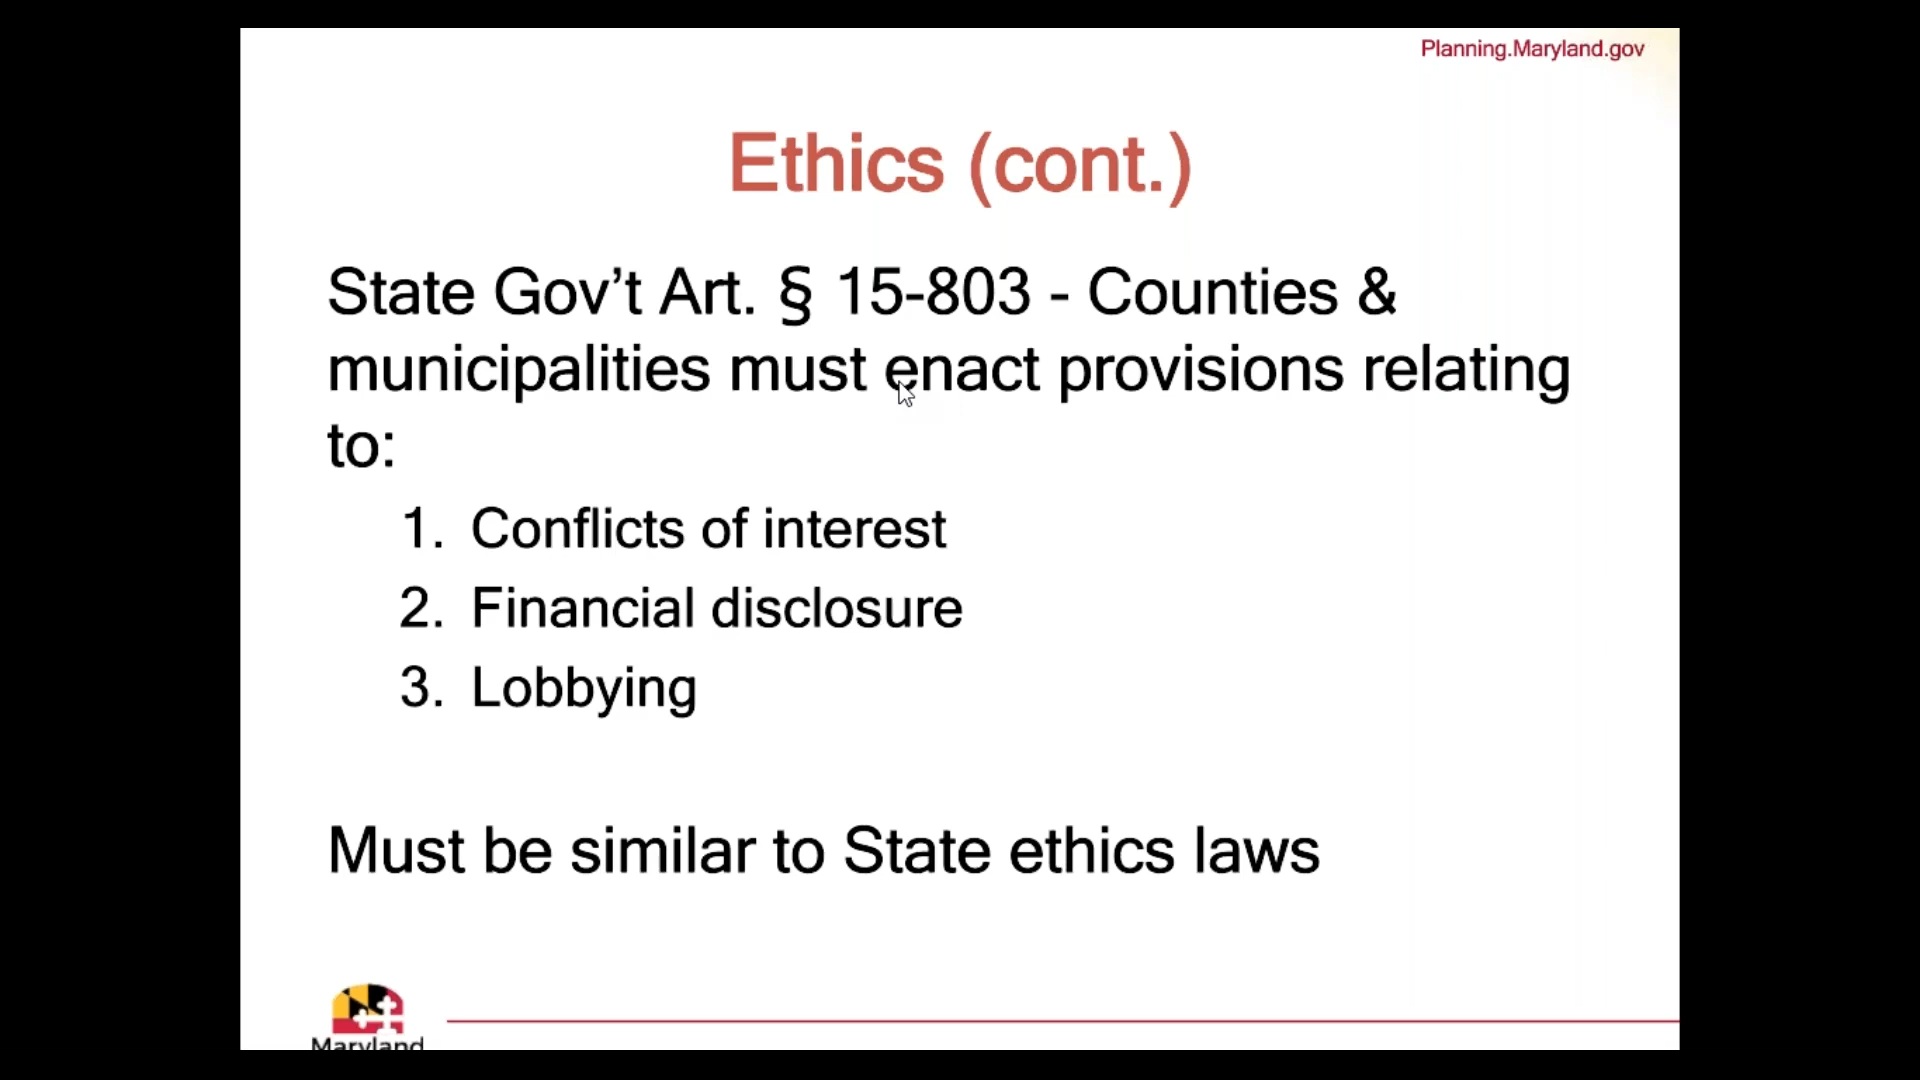 Planning.Maryland.gov
Ethics (cont.)
State Gov’t Art. § 15-803 - Counties &
municipalities must enact provisions relating
to:
1. Conflicts of interest
2. Financial disclosure
3. Lobbying
Must be similar to State ethics laws
Maryland